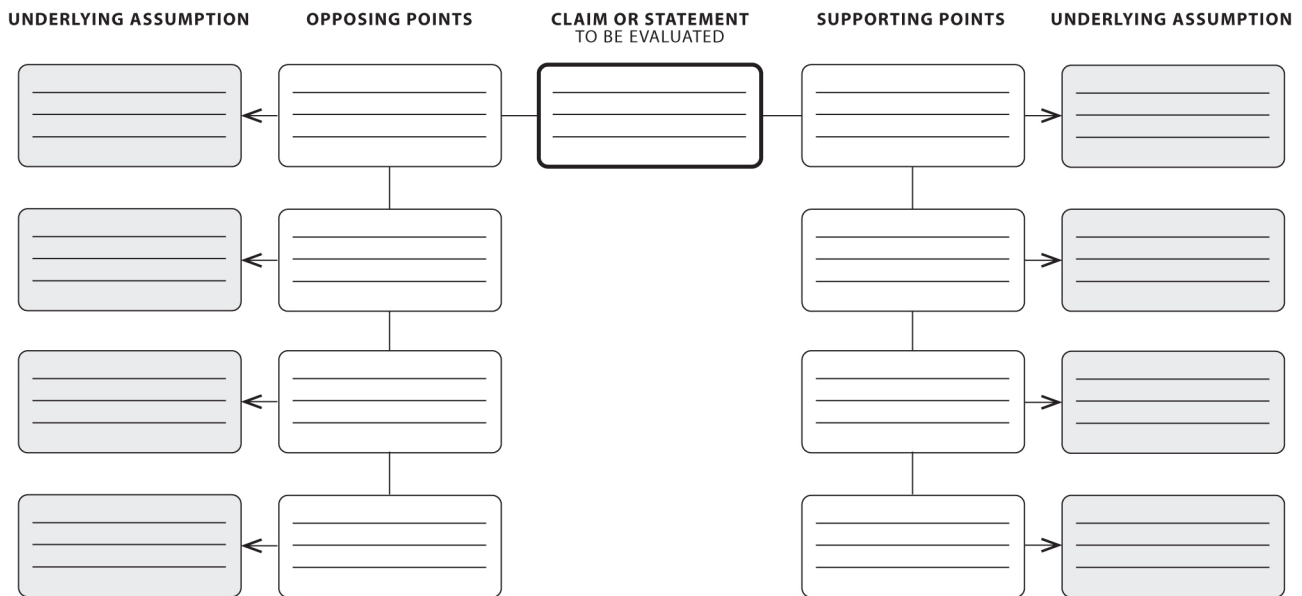 UNDERLYING ASSUMPTION
OPPOSING POINTS
CLAIM OR STATEMENT
TO BE EVALUATED
SUPPORTING POINTS
UNDERLYING ASSUMPTION